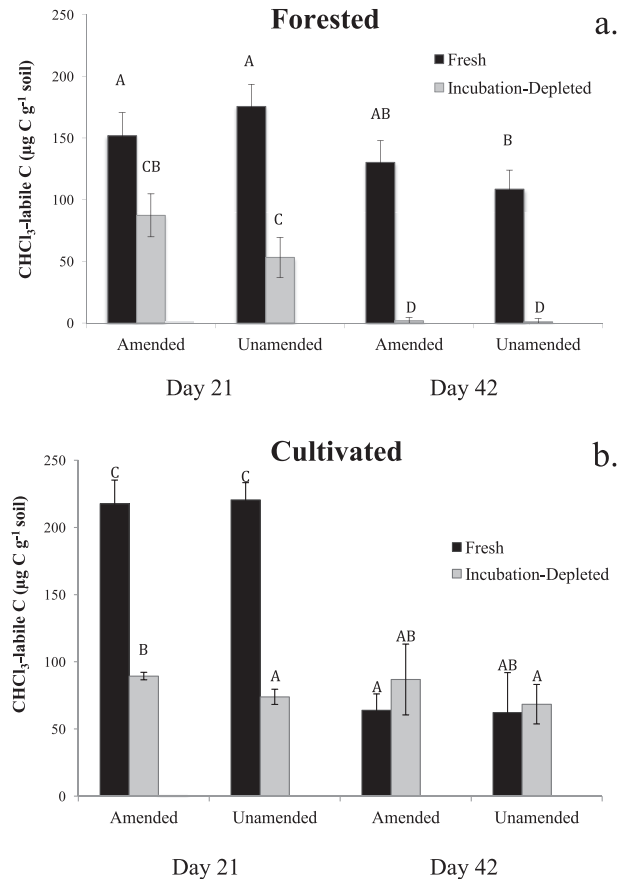 Forested
a.
CHCl₃-labile C (µg C g⁻¹ soil)
250
200
150
100
50
0
Fresh
Incubation-Depleted
A
CB
A
C
AB
D
B
D
Amended
Unamended
Amended
Unamended
Day 21
Day 42
Cultivated
b.
CHCl₃-labile C (µg C g⁻¹ soil)
250
200
150
100
50
0
Fresh
Incubation-Depleted
C
B
C
A
A
AB
AB
A
Amended
Unamended
Amended
Unamended
Day 21
Day 42